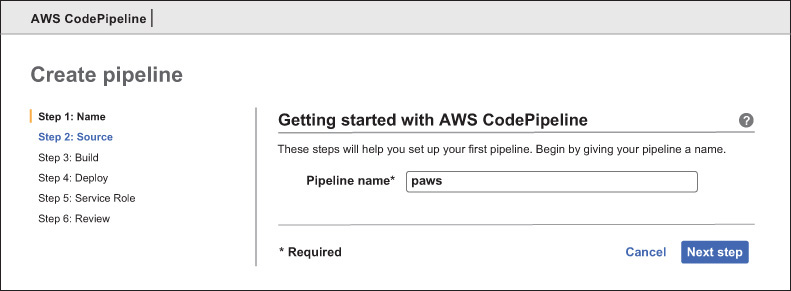 AWS CodePipeline
Create pipeline
Step 1: Name
Step 2: Source
Step 3: Build
Step 4: Deploy
Step 5: Service Role
Step 6: Review
Getting started with AWS CodePipeline
?
These steps will help you set up your first pipeline. Begin by giving your pipeline a name.
Pipeline name* paws
* Required
Cancel Next step